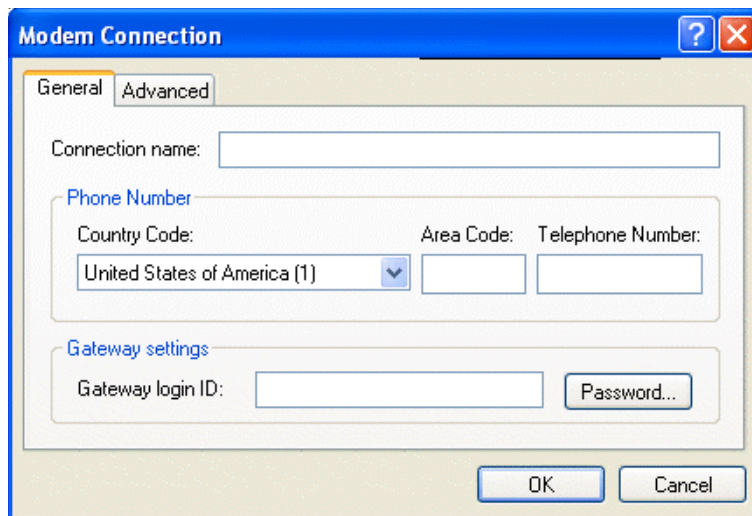 Modem Connection
General Advanced
Connection name:
Phone Number
Country Code: Area Code: Telephone Number:
United States of America (1)
Gateway settings
Gateway login ID: Password...
OK Cancel